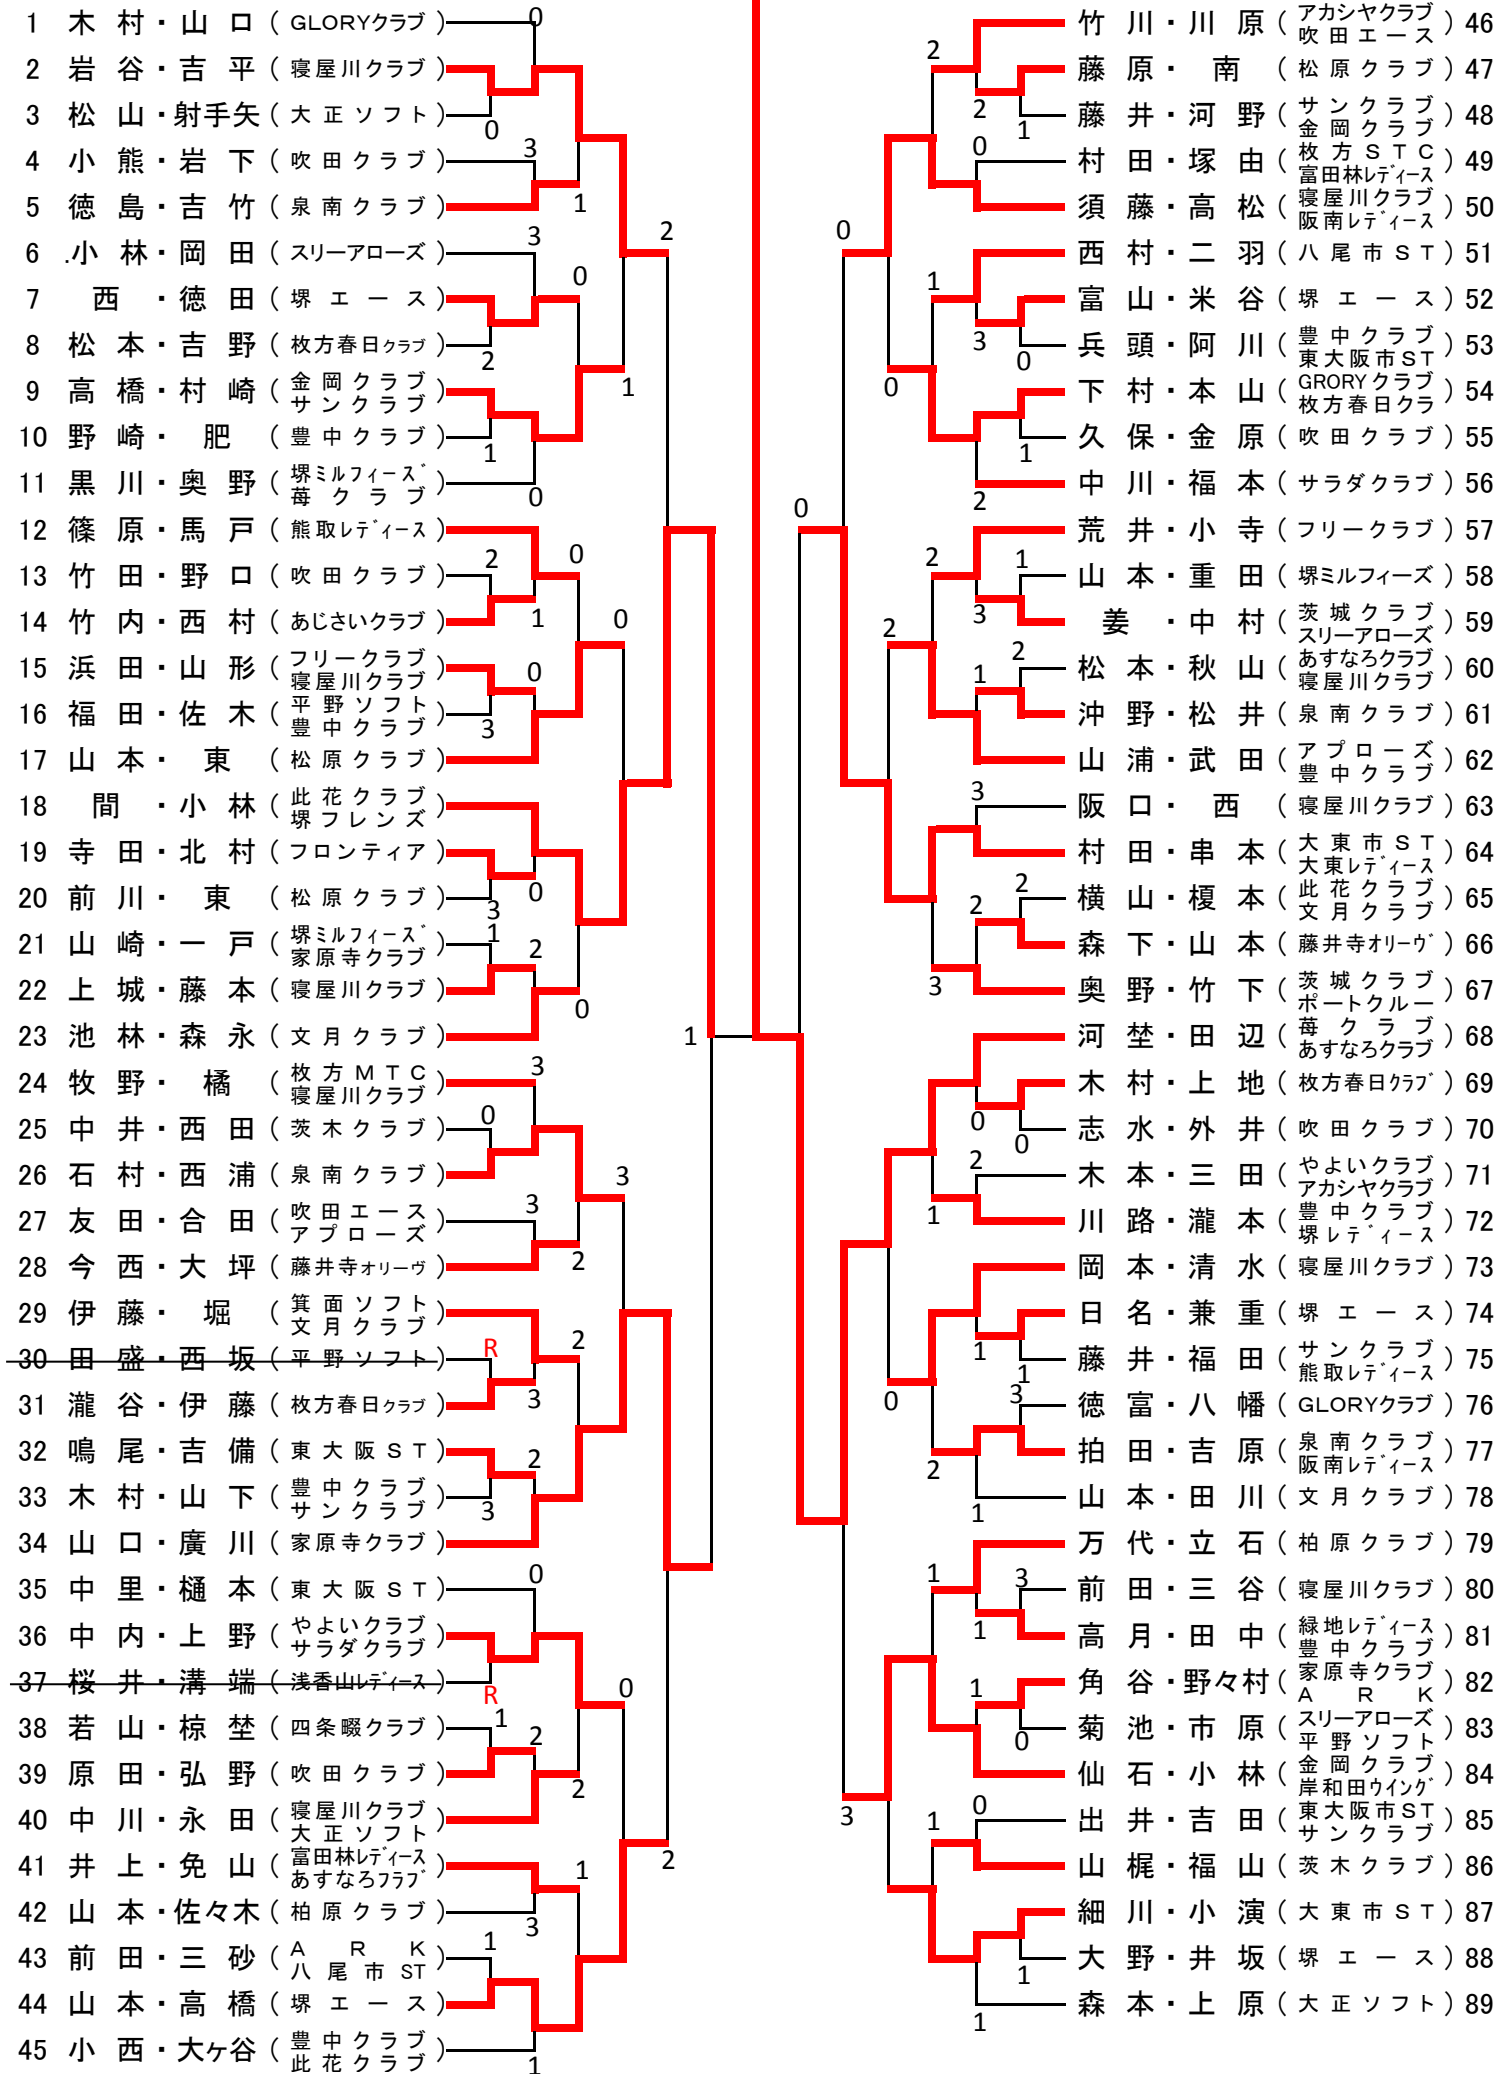 1 木村・山口 (GLORYクラブ)
2 岩谷・吉平 (寝屋川クラブ)
3 松山・射手矢 (大正ソフト)
4 小熊・岩下 (吹田クラブ)
5 徳島・吉竹 (泉南クラブ)
6 .小林・岡田 (スリーアローズ)
7 西・徳田 (堺エース)
8 松本・吉野 (枚方春日クラブ)
9 高橋・村崎 (金岡クラブ サンクラブ)
10 野崎・肥 (豊中クラブ)
11 黒川・奥野 (堺ミルフィーズ 苺クラブ)
12 篠原・馬戸 (熊取レディース)
13 竹田・野口 (吹田クラブ)
14 竹内・西村 (あじさいクラブ)
15 浜田・山形 (フリークラブ 寝屋川クラブ)
16 福田・佐木 (平野ソフト 豊中クラブ)
17 山本・東 (松原クラブ)
18 間・小林 (此花クラブ 堺フレンズ)
19 寺田・北村 (フロンティア)
20 前川・東 (松原クラブ)
21 山崎・一戸 (堺ミルフィーズ 家原寺クラブ)
22 上城・藤本 (寝屋川クラブ)
23 池林・森永 (文月クラブ)
24 牧野・橘 (枚方MTC 寝屋川クラブ)
25 中井・西田 (茨木クラブ)
26 石村・西浦 (泉南クラブ)
27 友田・合田 (吹田エース アプローズ)
28 今西・大坪 (藤井寺オリーヴ)
29 伊藤・堀 (箕面ソフト 文月クラブ)
30 田盛・西坂 (平野ソフト) R
31 瀧谷・伊藤 (枚方春日クラブ)
32 鳴尾・吉備 (東大阪ST)
33 木村・山下 (豊中クラブ サンクラブ)
34 山口・廣川 (家原寺クラブ)
35 中里・樋本 (東大阪ST)
36 中内・上野 (やよいクラブ サラダクラブ)
37 桜井・溝端 (浅香山レディース) R
38 若山・椋埜 (四条畷クラブ)
39 原田・弘野 (吹田クラブ)
40 中川・永田 (寝屋川クラブ 大正ソフト)
41 井上・免山 (富田林レディース あすなろフラブ)
42 山本・佐々木 (柏原クラブ)
43 前田・三砂 (ARK 八尾市ST)
44 山本・高橋 (堺エース)
45 小西・大ヶ谷 (豊中クラブ 此花クラブ)
竹川・川原 (アカシヤクラブ 吹田エース) 46
藤原・南 (松原クラブ) 47
藤井・河野 (サンクラブ 金岡クラブ) 48
村田・塚由 (枚方STC 富田林レディース) 49
須藤・高松 (寝屋川クラブ 阪南レディース) 50
西村・二羽 (八尾市ST) 51
富山・米谷 (堺エース) 52
兵頭・阿川 (豊中クラブ 東大阪市ST) 53
下村・本山 (GRORYクラブ 枚方春日クラ) 54
久保・金原 (吹田クラブ) 55
中川・福本 (サラダクラブ) 56
荒井・小寺 (フリークラブ) 57
山本・重田 (堺ミルフィーズ) 58
姜・中村 (茨城クラブ スリーアローズ) 59
松本・秋山 (あすなろクラブ 寝屋川クラブ) 60
沖野・松井 (泉南クラブ) 61
山浦・武田 (アプローズ 豊中クラブ) 62
阪口・西 (寝屋川クラブ) 63
村田・串本 (大東市ST 大東レディース) 64
横山・榎本 (此花クラブ 文月クラブ) 65
森下・山本 (藤井寺オリーヴ) 66
奥野・竹下 (茨城クラブ ポートクルー) 67
河埜・田辺 (苺クラブ あすなろクラブ) 68
木村・上地 (枚方春日クラブ) 69
志水・外井 (吹田クラブ) 70
木本・三田 (やよいクラブ アカシヤクラブ) 71
川路・瀧本 (豊中クラブ 堺レディース) 72
岡本・清水 (寝屋川クラブ) 73
日名・兼重 (堺エース) 74
藤井・福田 (サンクラブ 熊取レディース) 75
徳富・八幡 (GLORYクラブ) 76
拍田・吉原 (泉南クラブ 阪南レディース) 77
山本・田川 (文月クラブ) 78
万代・立石 (柏原クラブ) 79
前田・三谷 (寝屋川クラブ) 80
高月・田中 (緑地レディース 豊中クラブ) 81
角谷・野々村 (家原寺クラブ ARK) 82
菊池・市原 (スリーアローズ 平野ソフト) 83
仙石・小林 (金岡クラブ 岸和田ウイング) 84
出井・吉田 (東大阪市ST サンクラブ) 85
山梶・福山 (茨木クラブ) 86
細川・小演 (大東市ST) 87
大野・井坂 (堺エース) 88
森本・上原 (大正ソフト) 89